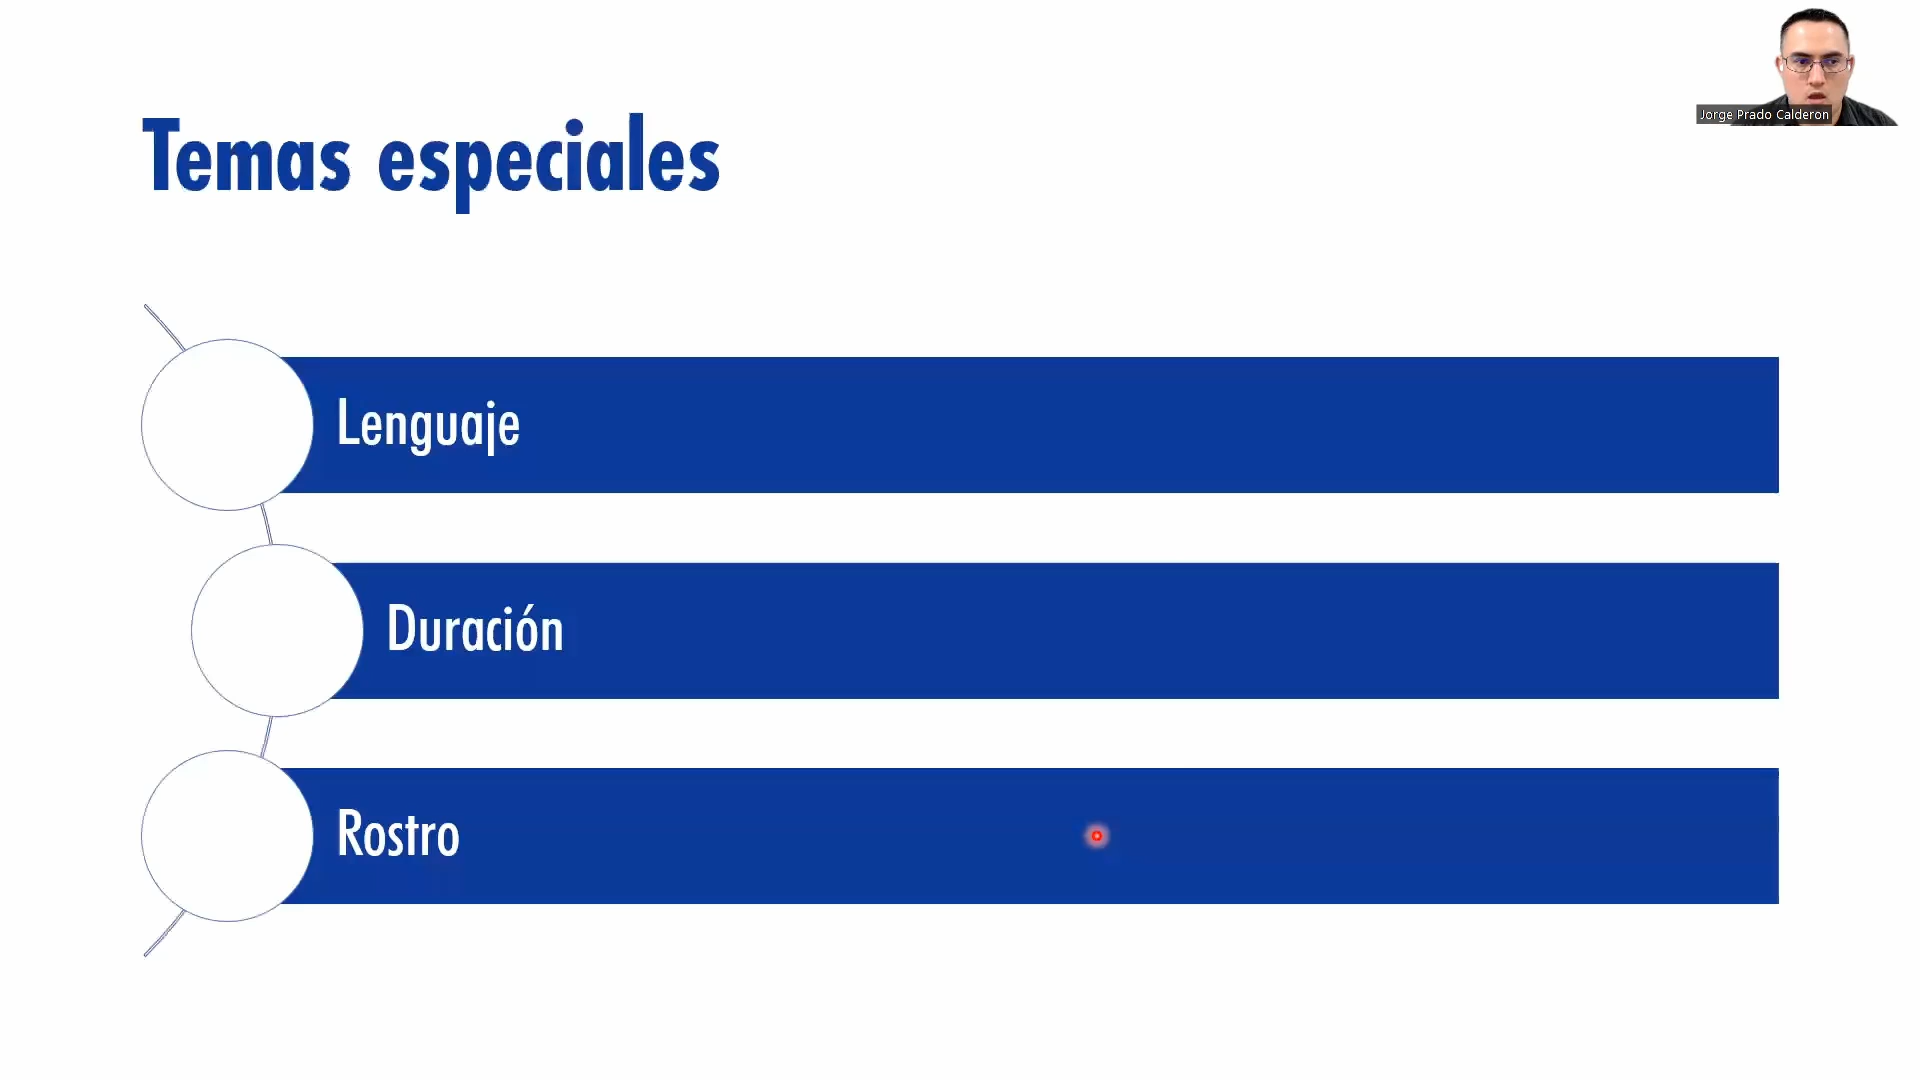 Jorge Prado Calderon
Temas especiales
Lenguaje
Duración
Rostro